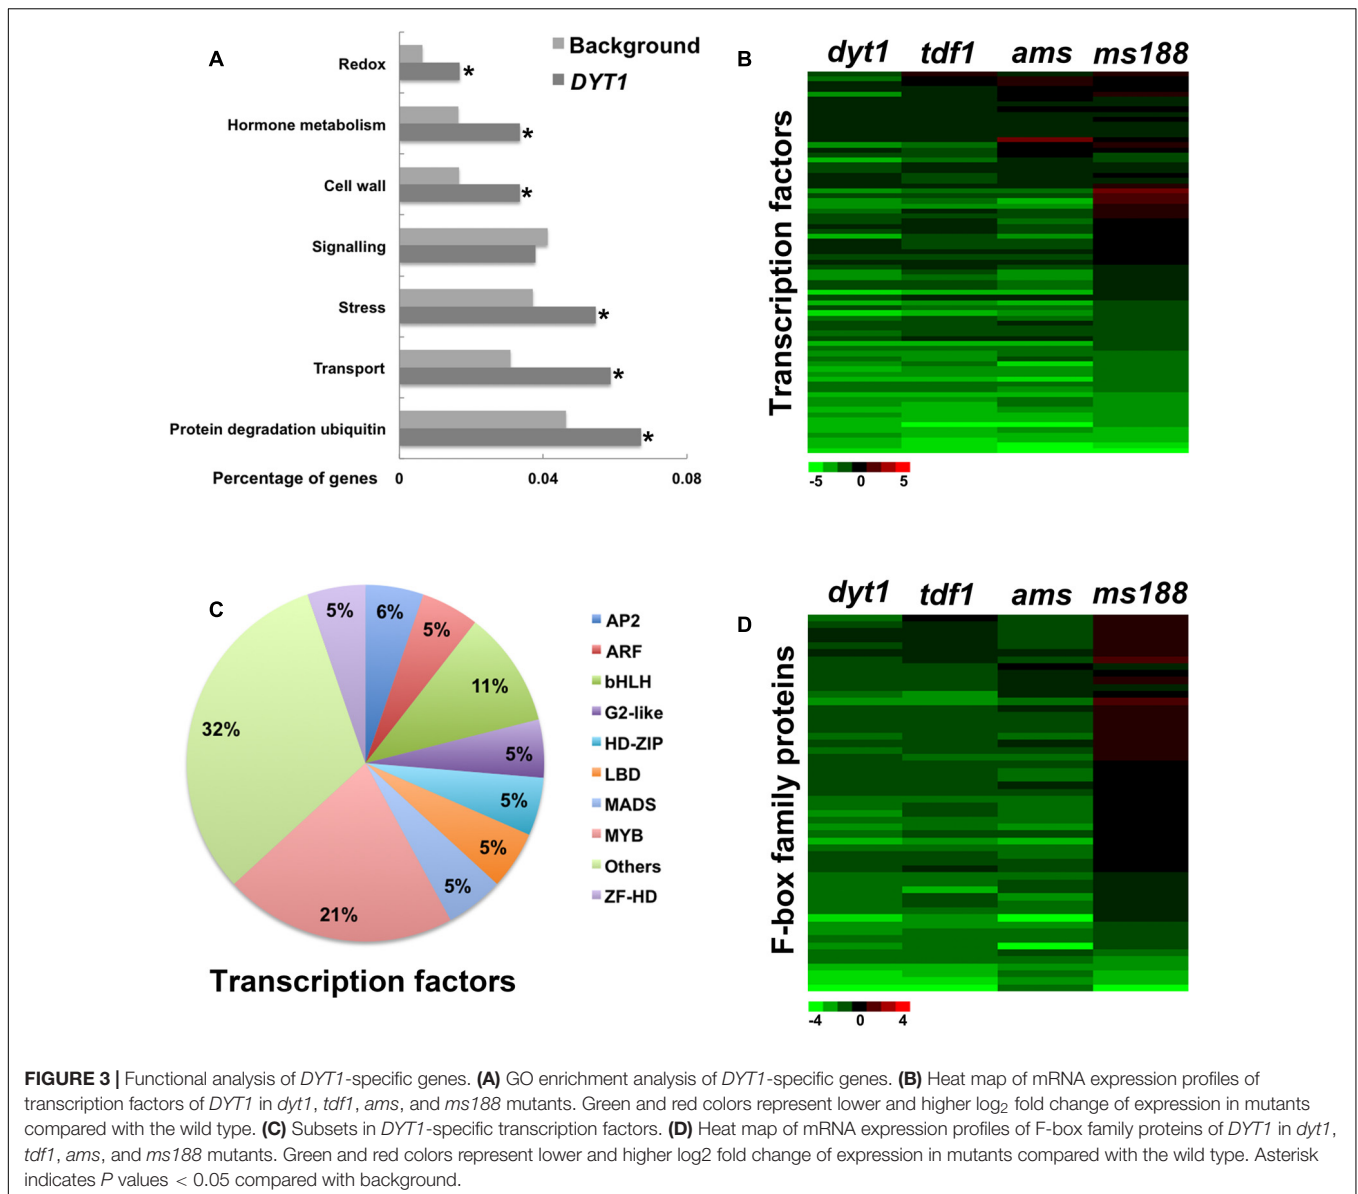 A
Background
DYT1
Redox
*
Hormone metabolism
*
Cell wall
*
Signalling
Stress
*
Transport
*
Protein degradation ubiquitin
*
Percentage of genes
0
0.04
0.08
B
dyt1 tdf1 ams ms188
Transcription factors
-5 0 5
C
5%
6%
5%
11%
5%
5%
5%
5%
21%
32%
AP2
ARF
bHLH
G2-like
HD-ZIP
LBD
MADS
MYB
Others
ZF-HD
Transcription factors
D
dyt1 tdf1 ams ms188
F-box family proteins
-4 0 4
FIGURE 3 | Functional analysis of DYT1-specific genes. (A) GO enrichment analysis of DYT1-specific genes. (B) Heat map of mRNA expression profiles of
transcription factors of DYT1 in dyt1, tdf1, ams, and ms188 mutants. Green and red colors represent lower and higher log2 fold change of expression in mutants
compared with the wild type. (C) Subsets in DYT1-specific transcription factors. (D) Heat map of mRNA expression profiles of F-box family proteins of DYT1 in dyt1,
tdf1, ams, and ms188 mutants. Green and red colors represent lower and higher log2 fold change of expression in mutants compared with the wild type. Asterisk
indicates P values < 0.05 compared with background.